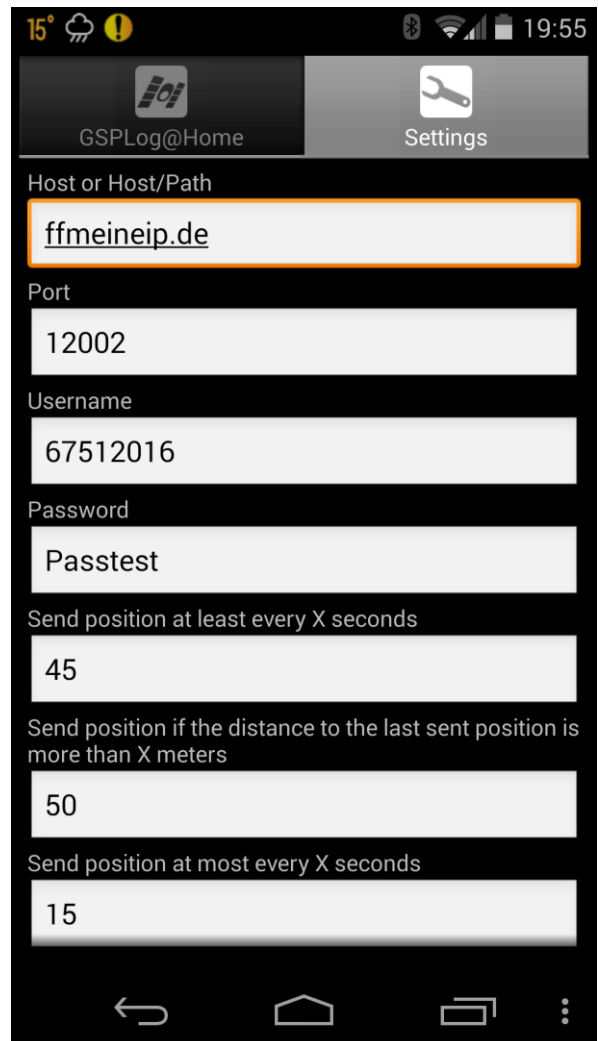 15° 19:55
GSPLog@Home Settings
Host or Host/Path
ffmeineip.de
Port
12002
Username
67512016
Password
Passtest
Send position at least every X seconds
45
Send position if the distance to the last sent position is
more than X meters
50
Send position at most every X seconds
15